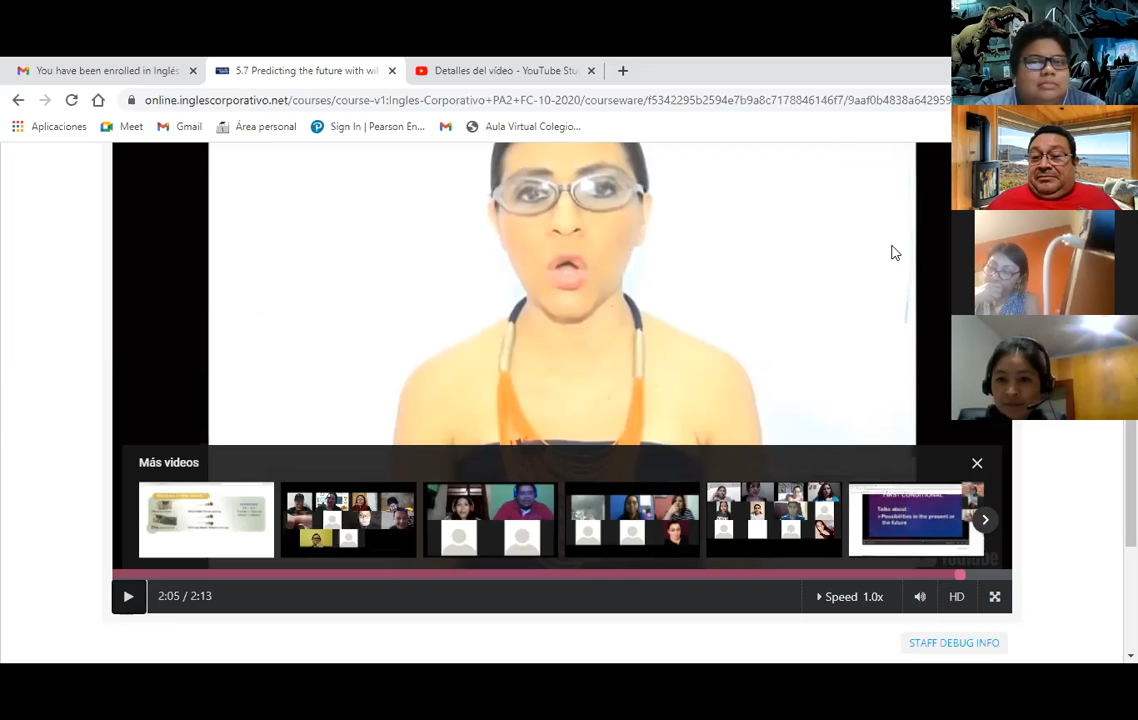 You have been enrolled in Inglés
5.7 Predicting the future with wil
Detalles del vídeo - YouTube Stu
online.inglescorporativo.net/courses/course-v1:Ingles-Corporativo+PA2+FC-10-2020/courseware/f5342295b2594e7b9a8c7178846146f7/9aaf0b4838a642959
Aplicaciones
Meet
Gmail
Área personal
Sign In | Pearson En...
Aula Virtual Colegio...
Más videos
FIRST CONDITIONAL
Talks about :
Possibilities in the present or
the future
YouTube
2:05 / 2:13
Speed 1.0x
HD
STAFF DEBUG INFO